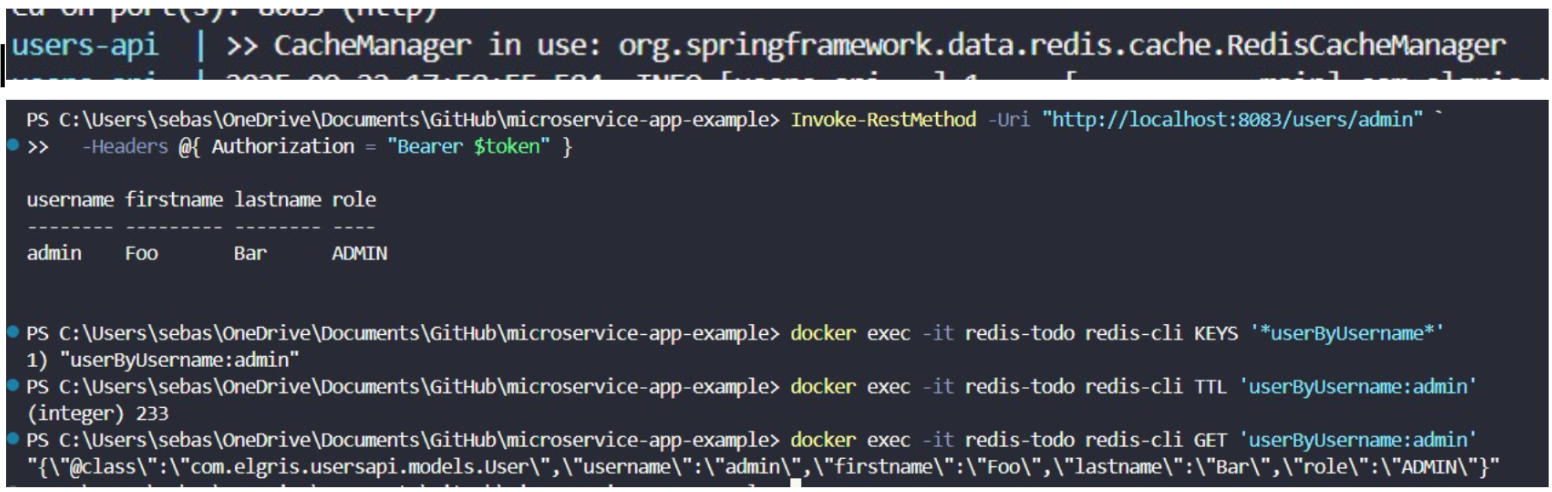 ed on port(s): 8083 (http)
users-api  | >> CacheManager in use: org.springframework.data.redis.cache.RedisCacheManager
PS C:\Users\sebas\OneDrive\Documents\GitHub\microservice-app-example> Invoke-RestMethod -Uri "http://localhost:8083/users/admin" `
>>   -Headers @{ Authorization = "Bearer $token" }
username firstname lastname role
-------- --------- -------- ----
admin    Foo       Bar      ADMIN
PS C:\Users\sebas\OneDrive\Documents\GitHub\microservice-app-example> docker exec -it redis-todo redis-cli KEYS '*userByUsername*'
1) "userByUsername:admin"
PS C:\Users\sebas\OneDrive\Documents\GitHub\microservice-app-example> docker exec -it redis-todo redis-cli TTL 'userByUsername:admin'
(integer) 233
PS C:\Users\sebas\OneDrive\Documents\GitHub\microservice-app-example> docker exec -it redis-todo redis-cli GET 'userByUsername:admin'
"{\"@class\":\"com.elgris.usersapi.models.User\",\"username\":\"admin\",\"firstname\":\"Foo\",\"lastname\":\"Bar\",\"role\":\"ADMIN\"}"